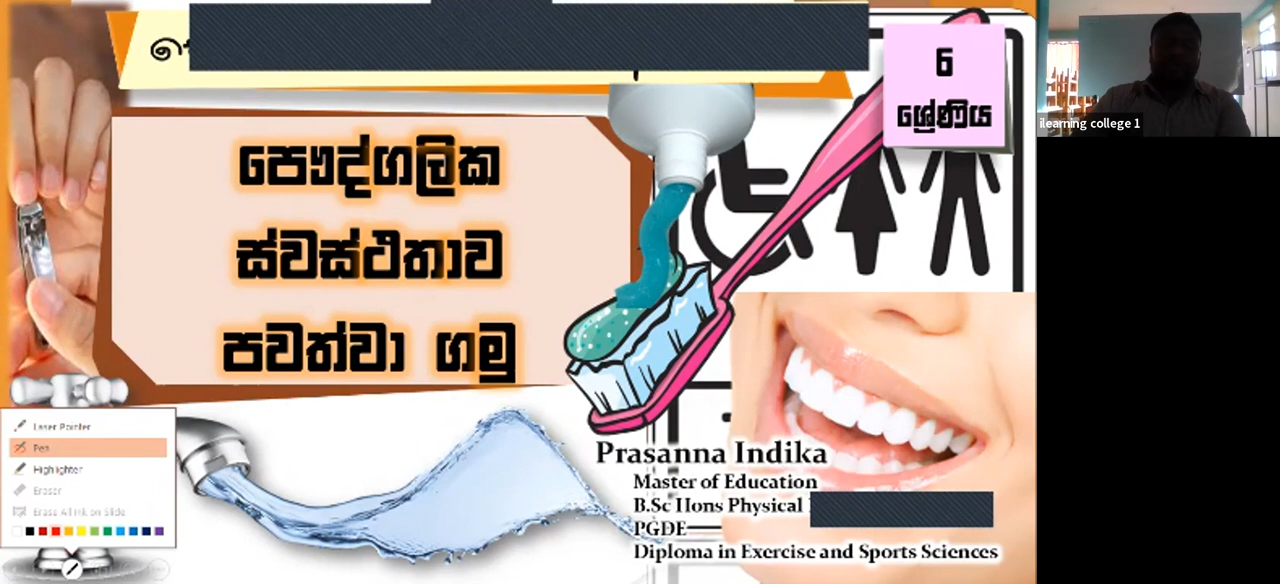 6
ශ්‍රේණිය
ilearning college 1
පෞද්ගලික
ස්වස්ථතාව
පවත්වා ගමු
Laser Pointer
Pen
Highlighter
Eraser
Erase All Ink on Slide
Prasanna Indika
Master of Education
B.Sc Hons Physical
PGDE
Diploma in Exercise and Sports Sciences